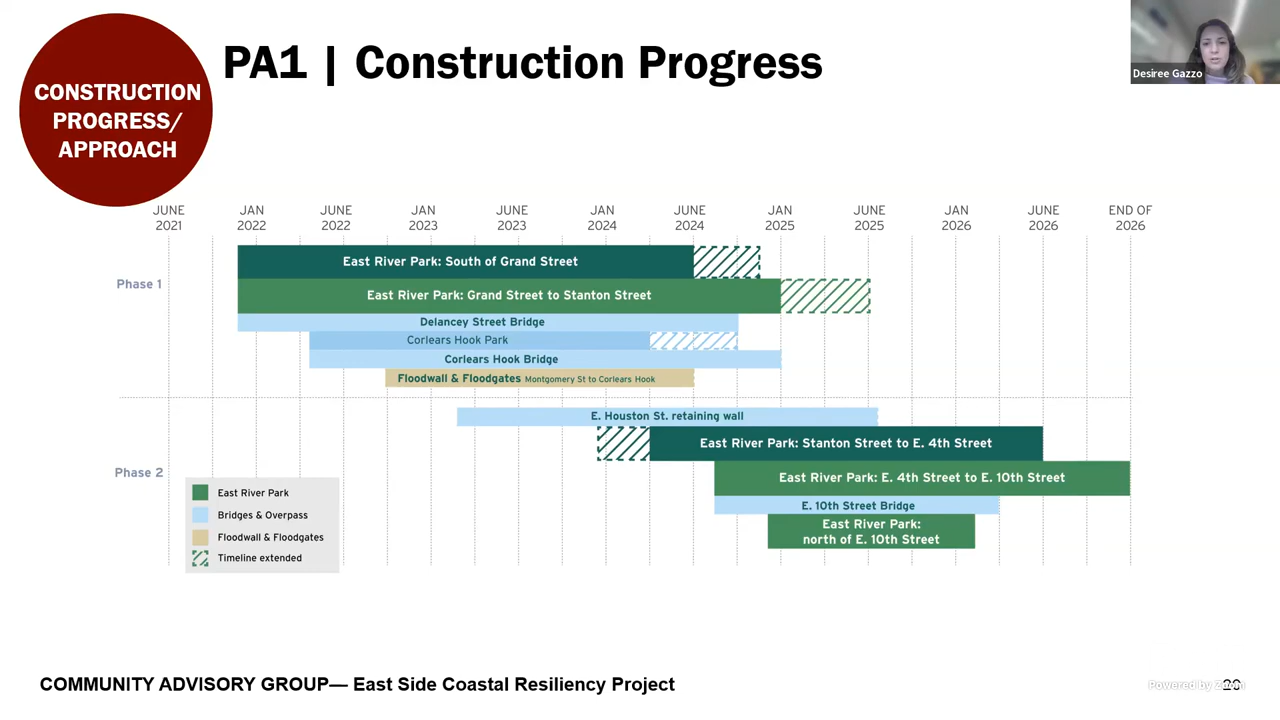 CONSTRUCTION
PROGRESS/
APPROACH
PA1 | Construction Progress
Desiree Gazzo
JUNE 2021
JAN 2022
JUNE 2022
JAN 2023
JUNE 2023
JAN 2024
JUNE 2024
JAN 2025
JUNE 2025
JAN 2026
JUNE 2026
END OF 2026
Phase 1
East River Park: South of Grand Street
East River Park: Grand Street to Stanton Street
Delancey Street Bridge
Corlears Hook Park
Corlears Hook Bridge
Floodwall & Floodgates Montgomery St to Corlears Hook
Phase 2
E. Houston St. retaining wall
East River Park: Stanton Street to E. 4th Street
East River Park: E. 4th Street to E. 10th Street
E. 10th Street Bridge
East River Park:
north of E. 10th Street
East River Park
Bridges & Overpass
Floodwall & Floodgates
Timeline extended
COMMUNITY ADVISORY GROUP— East Side Coastal Resiliency Project
Powered by Zoom